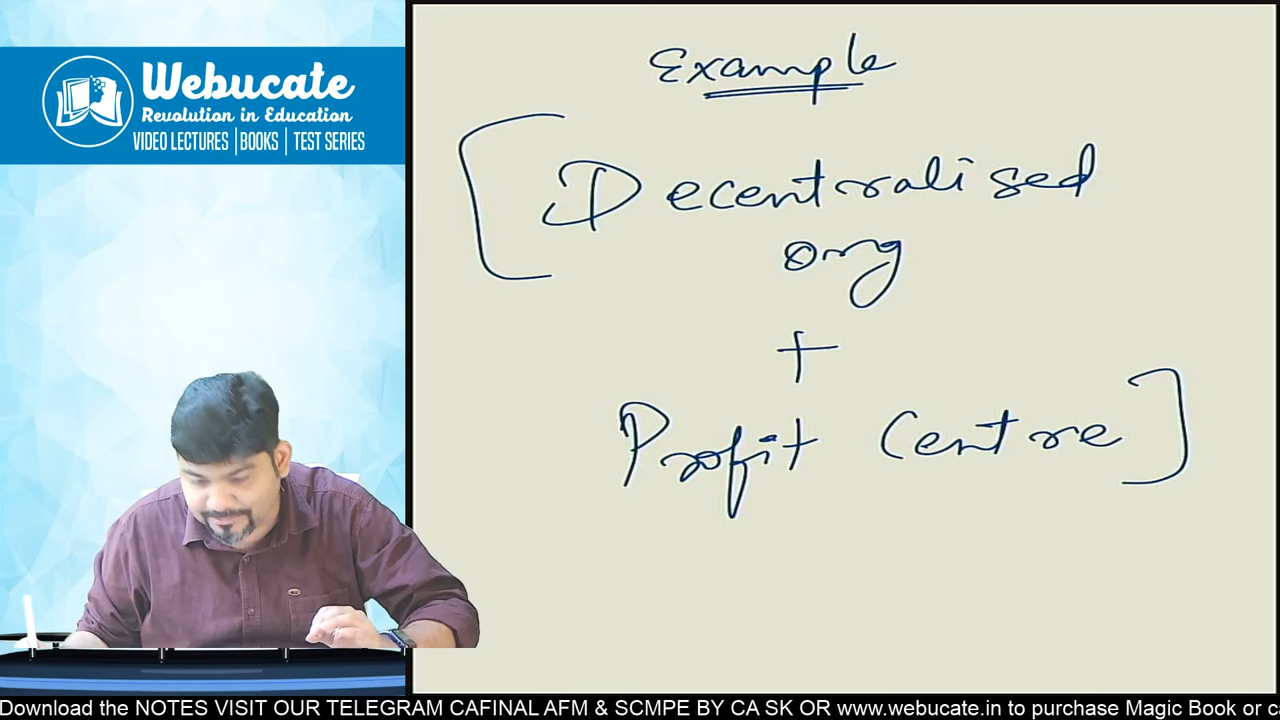 Webucate
Revolution in Education
VIDEO LECTURES | BOOKS | TEST SERIES
Example
Decentralised
org
+
Profit Centre
Download the NOTES VISIT OUR TELEGRAM CAFINAL AFM & SCMPE BY CA SK OR www.webucate.in to purchase Magic Book or c